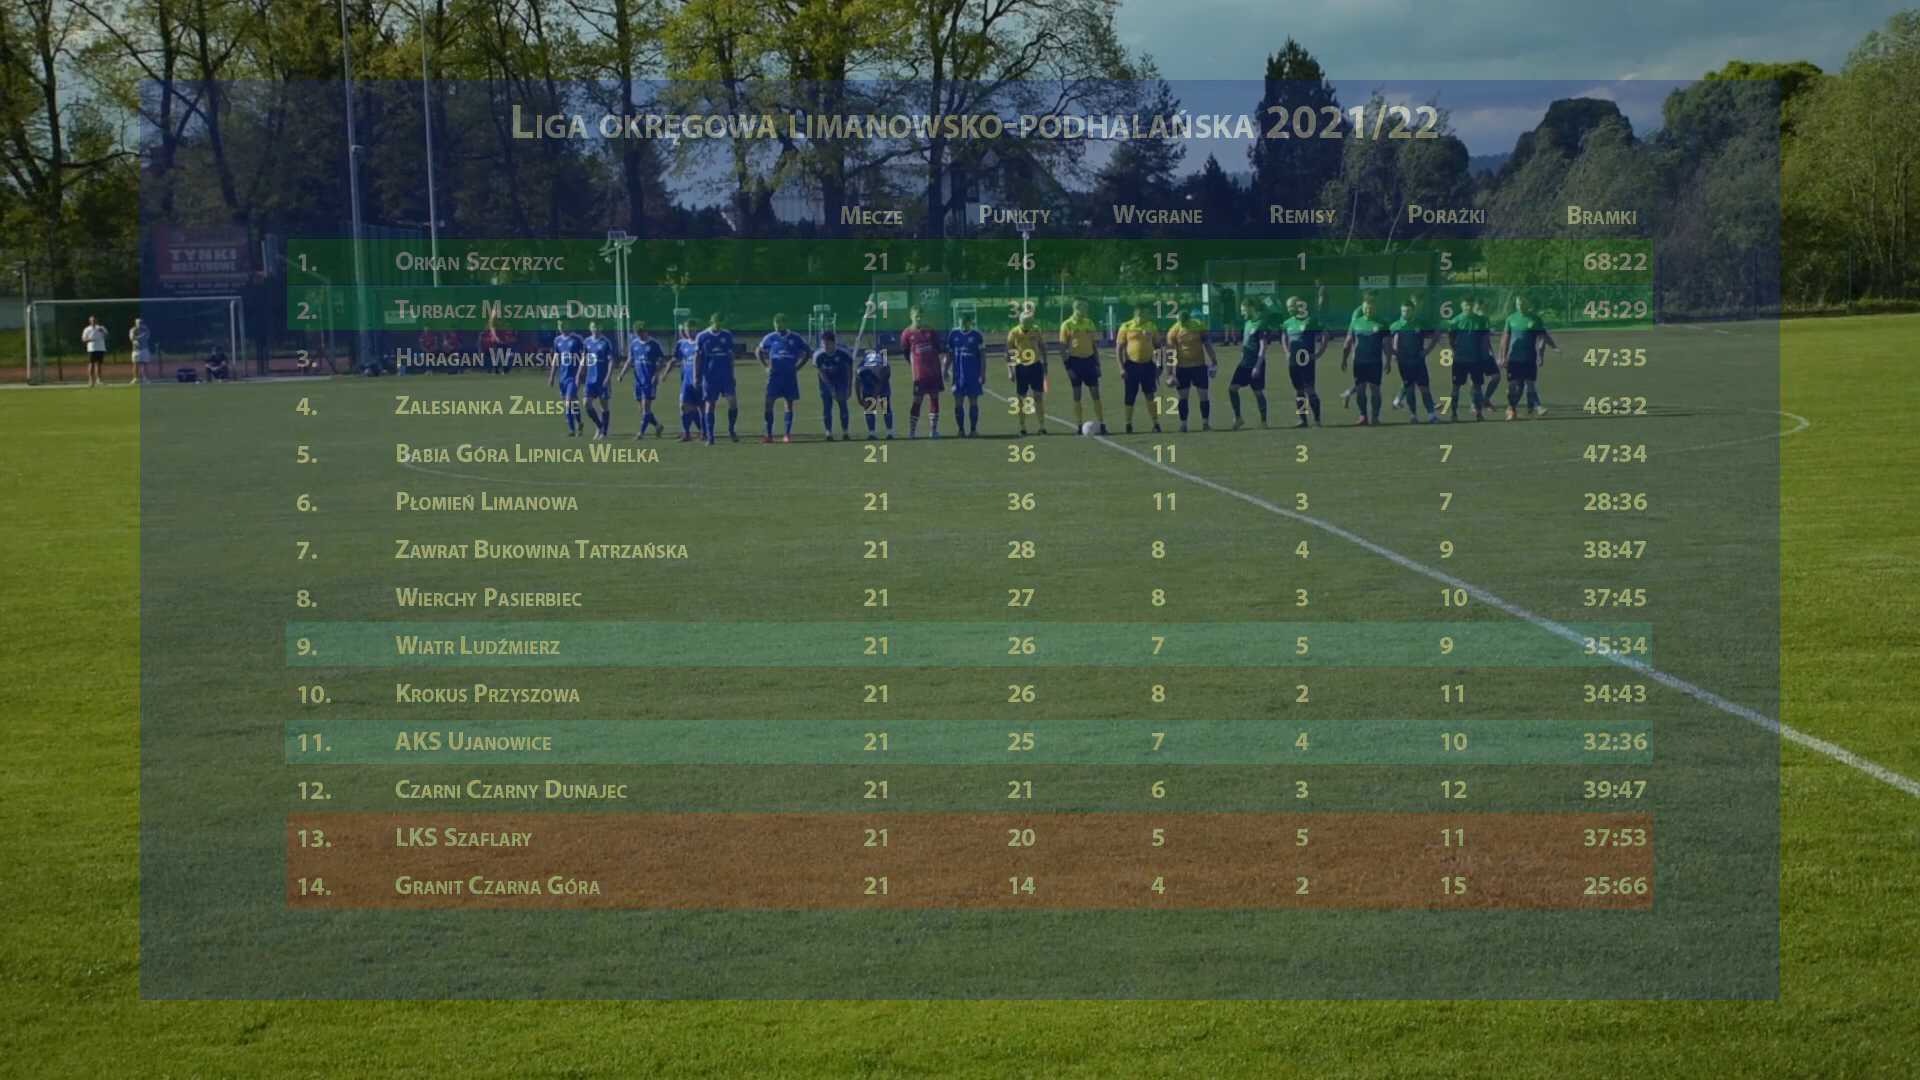 Liga okręgowa limanowsko-podhalańska 2021/22
Mecze Punkty Wygrane Remisy Porażki Bramki
TYNKI
MASZYNOWE
1. Orkan Szczyrzyc 21 46 15 1 5 68:22
2. Turbacz Mszana Dolna 21 39 12 3 6 45:29
3. Huragan Waksmund 21 39 13 0 8 47:35
4. Zalesianka Zalesie 21 38 12 2 7 46:32
5. Babia Góra Lipnica Wielka 21 36 11 3 7 47:34
6. Płomień Limanowa 21 36 11 3 7 28:36
7. Zawrat Bukowina Tatrzańska 21 28 8 4 9 38:47
8. Wierchy Pasierbiec 21 27 8 3 10 37:45
9. Wiatr Ludźmierz 21 26 7 5 9 35:34
10. Krokus Przyszowa 21 26 8 2 11 34:43
11. AKS Ujanowice 21 25 7 4 10 32:36
12. Czarni Czarny Dunajec 21 21 6 3 12 39:47
13. LKS Szaflary 21 20 5 5 11 37:53
14. Granit Czarna Góra 21 14 4 2 15 25:66